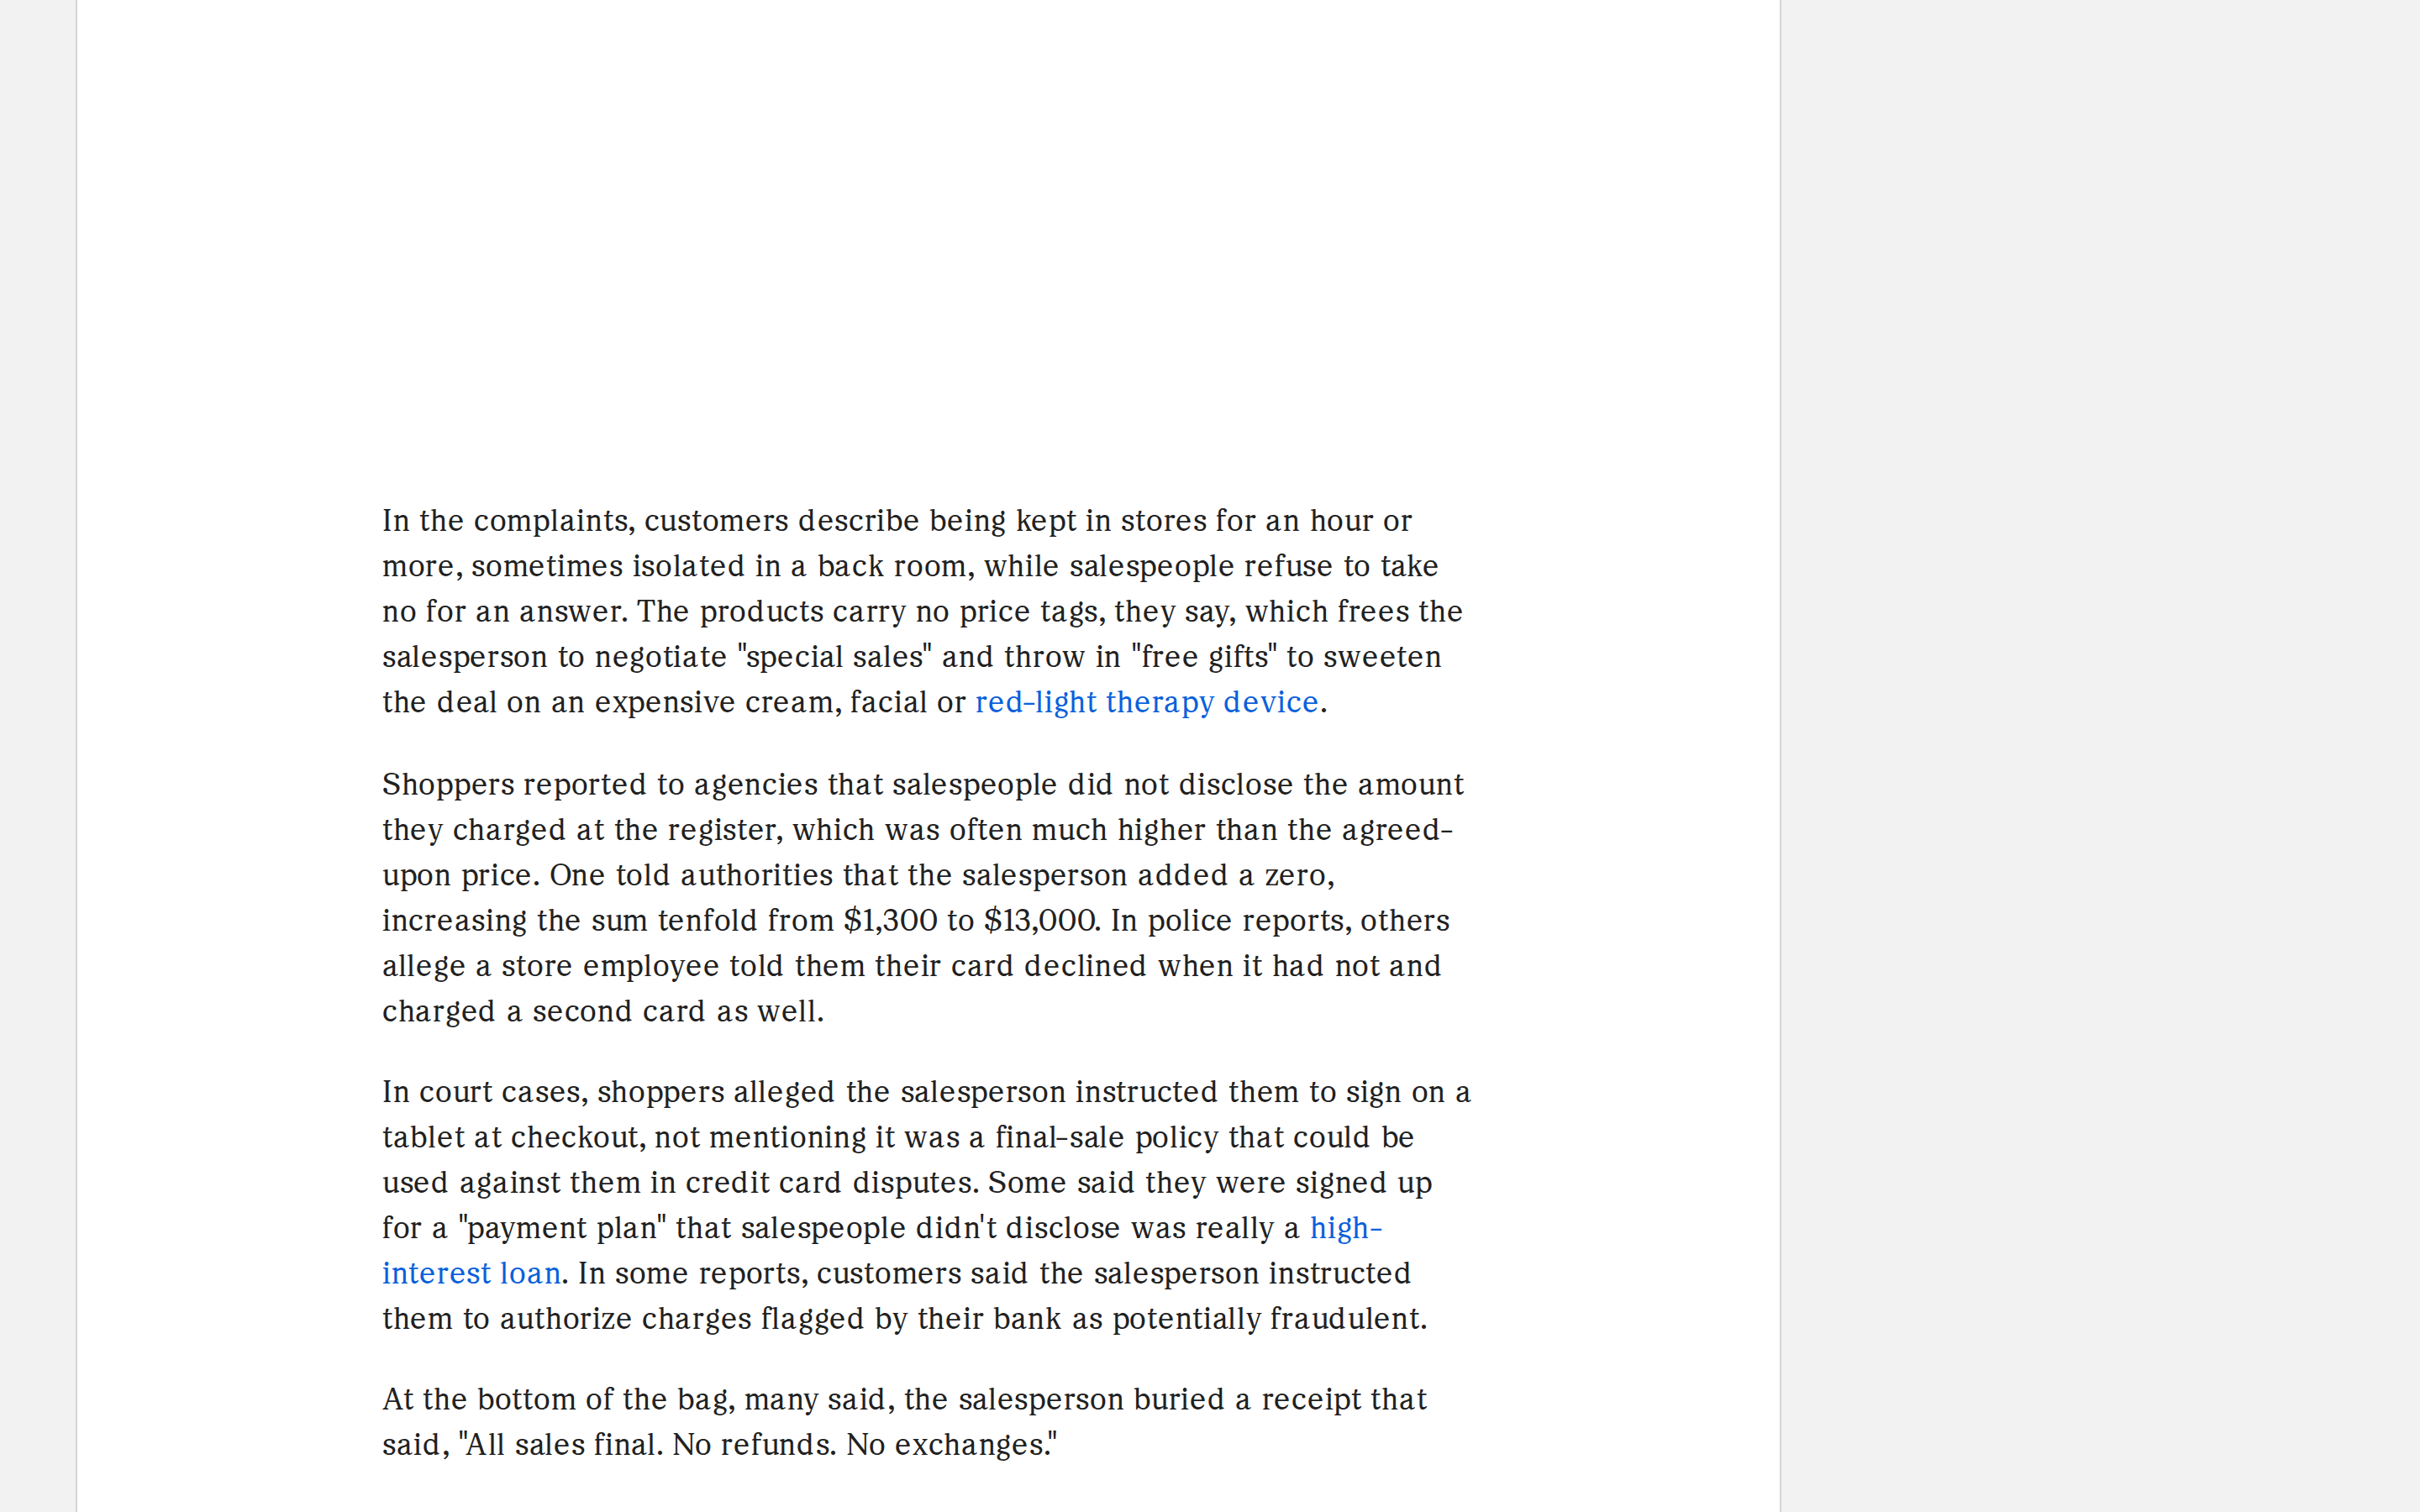 In the complaints, customers describe being kept in stores for an hour or
more, sometimes isolated in a back room, while salespeople refuse to take
no for an answer. The products carry no price tags, they say, which frees the
salesperson to negotiate "special sales" and throw in "free gifts" to sweeten
the deal on an expensive cream, facial or red-light therapy device.
Shoppers reported to agencies that salespeople did not disclose the amount
they charged at the register, which was often much higher than the agreed-
upon price. One told authorities that the salesperson added a zero,
increasing the sum tenfold from $1,300 to $13,000. In police reports, others
allege a store employee told them their card declined when it had not and
charged a second card as well.
In court cases, shoppers alleged the salesperson instructed them to sign on a
tablet at checkout, not mentioning it was a final-sale policy that could be
used against them in credit card disputes. Some said they were signed up
for a "payment plan" that salespeople didn't disclose was really a high-
interest loan. In some reports, customers said the salesperson instructed
them to authorize charges flagged by their bank as potentially fraudulent.
At the bottom of the bag, many said, the salesperson buried a receipt that
said, "All sales final. No refunds. No exchanges."